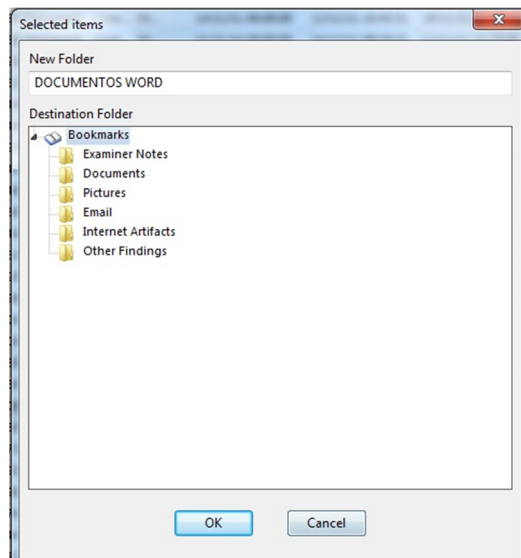 Selected items
New Folder
DOCUMENTOS WORD
Destination Folder
Bookmarks
Examiner Notes
Documents
Pictures
Email
Internet Artifacts
Other Findings
OK Cancel